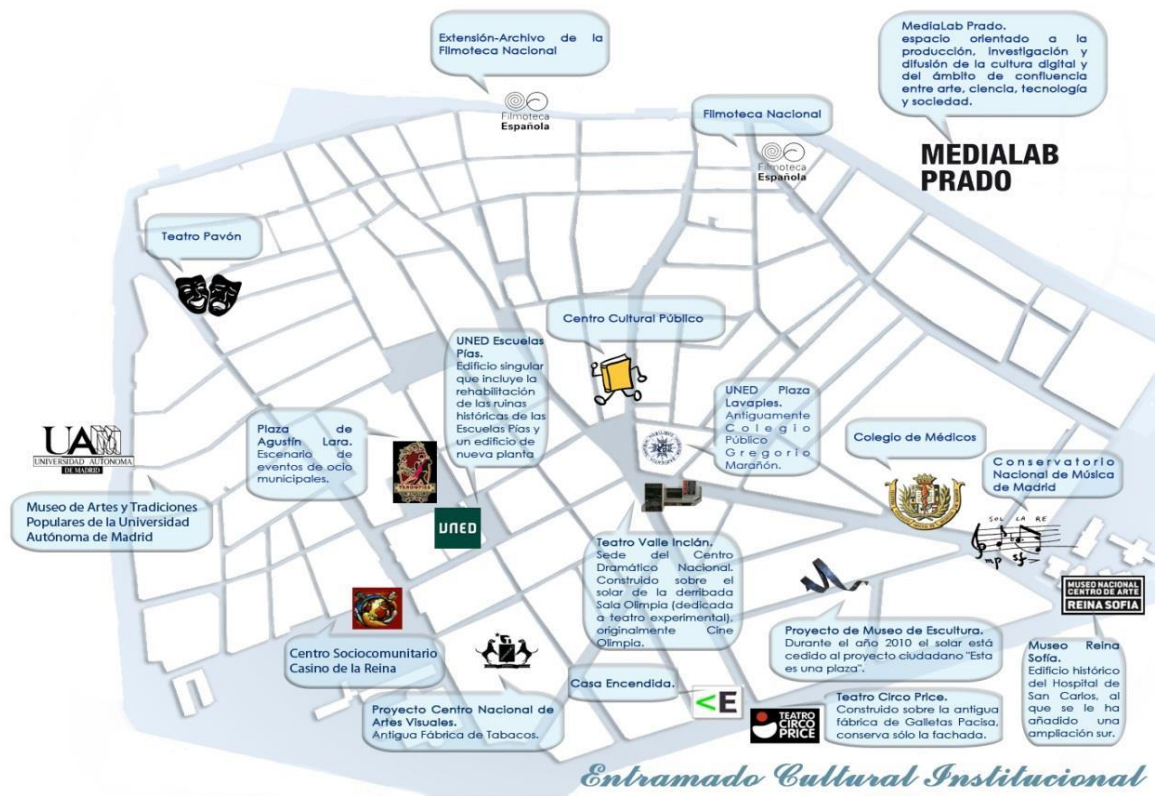 Extensión-Archivo de la
Filmoteca Nacional
Filmoteca
Española
MediaLab Prado.
espacio orientado a la
producción, investigación y
difusión de la cultura digital y
del ámbito de confluencia
entre arte, ciencia, tecnología
y sociedad.
MEDIALAB
PRADO
Filmoteca Nacional
Filmoteca
Española
Teatro Pavón
Centro Cultural Público
UNED Escuelas
Pías.
Edificio singular
que incluye la
rehabilitación
de las ruinas
históricas de las
Escuelas Pías y
un edificio de
nueva planta
UNED Plaza
Lavapies.
Antiguamente
Colegio
Público
Gregorio
Marañón.
Plaza de
Agustín Lara.
Escenario de
eventos de ocio
municipales.
UAM
UNIVERSIDAD AUTONOMA
DE MADRID
Museo de Artes y Tradiciones
Populares de la Universidad
Autónoma de Madrid
Colegio de Médicos
Conservatorio
Nacional de Música
de Madrid
SOL LA RE
mp sf>
UNED
Teatro Valle Inclán.
Sede del Centro
Dramático Nacional.
Construido sobre el
solar de la derribada
Sala Olimpia (dedicada
a teatro experimental),
originalmente Cine
Olimpia.
MUSEO NACIONAL
CENTRO DE ARTE
REINA SOFIA
Proyecto de Museo de Escultura.
Durante el año 2010 el solar está
cedido al proyecto ciudadano "Esta
es una plaza".
Museo Reina
Sofía.
Edificio histórico
del Hospital de
San Carlos, al
que se le ha
añadido una
ampliación sur.
Centro Sociocomunitario
Casino de la Reina
Proyecto Centro Nacional de
Artes Visuales.
Antigua Fábrica de Tabacos.
Casa Encendida.
<E
TEATRO
CIRCO
PRICE
Teatro Circo Price.
Construido sobre la antigua
fábrica de Galletas Pacisa,
conserva sólo la fachada.
Entramado Cultural Institucional